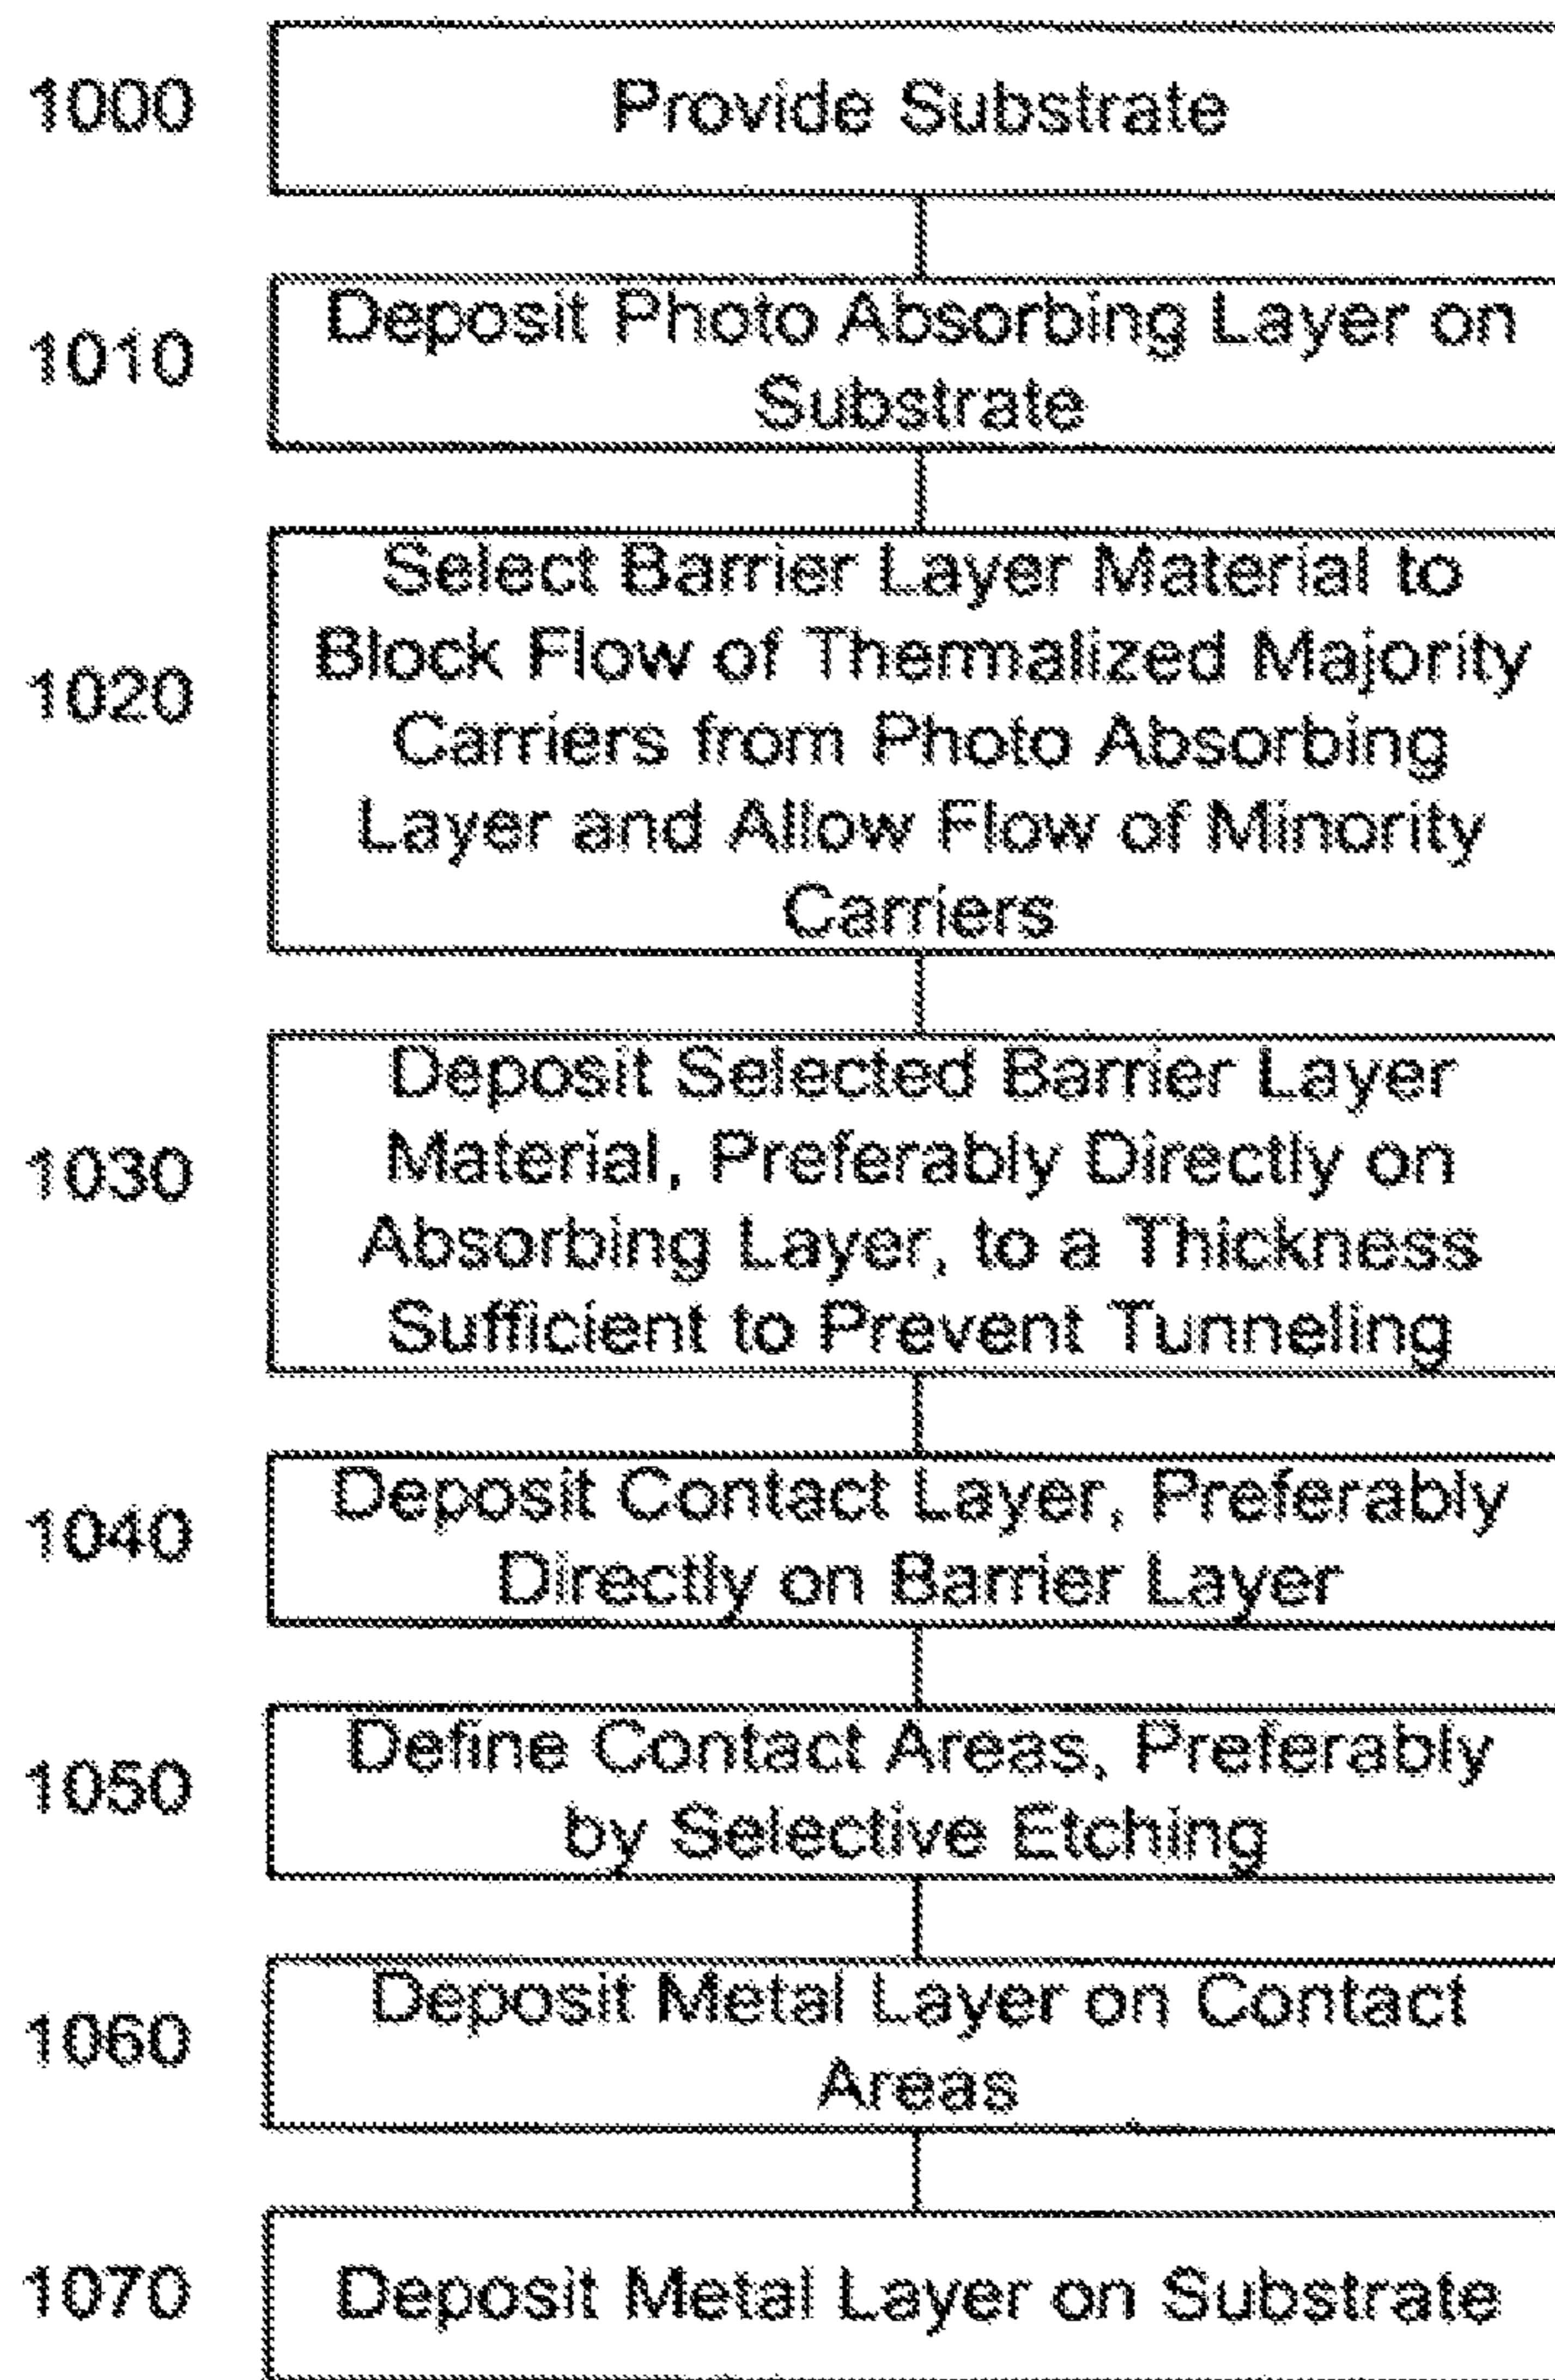 1000
Provide Substrate
1010
Deposit Photo Absorbing Layer on
Substrate
1020
Select Barrier Layer Material to
Block Flow of Thermalized Majority
Carriers from Photo Absorbing
Layer and Allow Flow of Minority
Carriers
1030
Deposit Selected Barrier Layer
Material, Preferably Directly on
Absorbing Layer, to a Thickness
Sufficient to Prevent Tunneling
1040
Deposit Contact Layer, Preferably
Directly on Barrier Layer
1050
Define Contact Areas, Preferably
by Selective Etching
1060
Deposit Metal Layer on Contact
Areas
1070
Deposit Metal Layer on Substrate